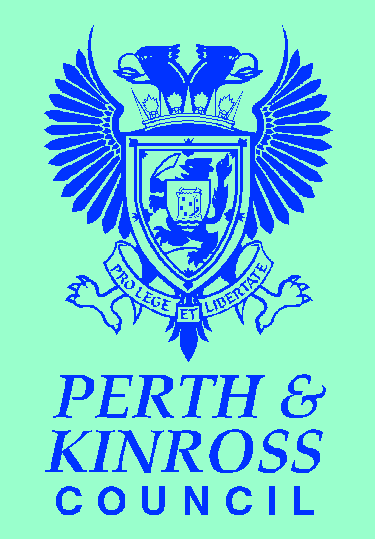 PRO LEGE ET LIBERTATE
PERTH &
KINROSS
COUNCIL